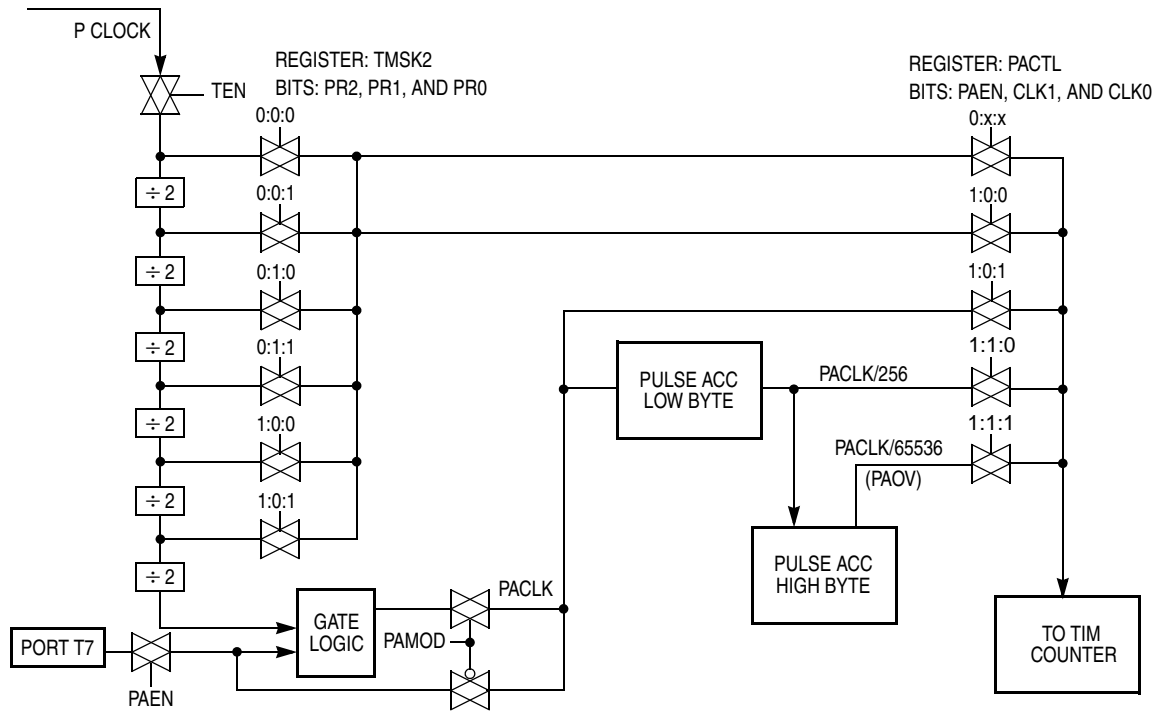 P CLOCK
TEN
REGISTER: TMSK2
BITS: PR2, PR1, AND PR0
REGISTER: PACTL
BITS: PAEN, CLK1, AND CLK0
0:0:0
0:x:x
÷ 2
0:0:1
1:0:0
÷ 2
0:1:0
1:0:1
÷ 2
0:1:1
1:1:0
PULSE ACC
LOW BYTE
PACLK/256
÷ 2
1:0:0
1:1:1
PACLK/65536
(PAOV)
÷ 2
1:0:1
÷ 2
PULSE ACC
HIGH BYTE
GATE
LOGIC
PACLK
PAMOD
PORT T7
PAEN
TO TIM
COUNTER